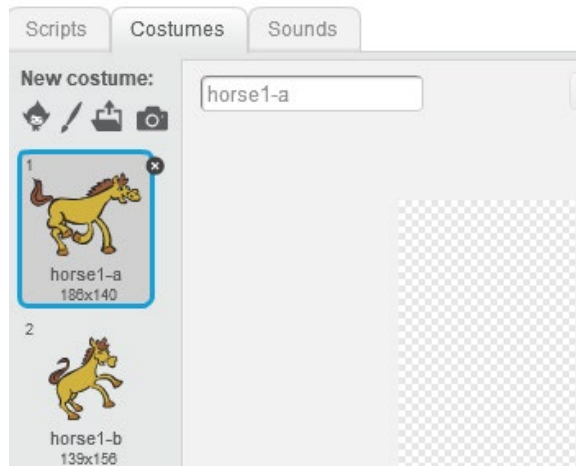 Scripts Costumes Sounds
New costume:
horse1-a
1
horse1-a
186x140
2
horse1-b
139x156